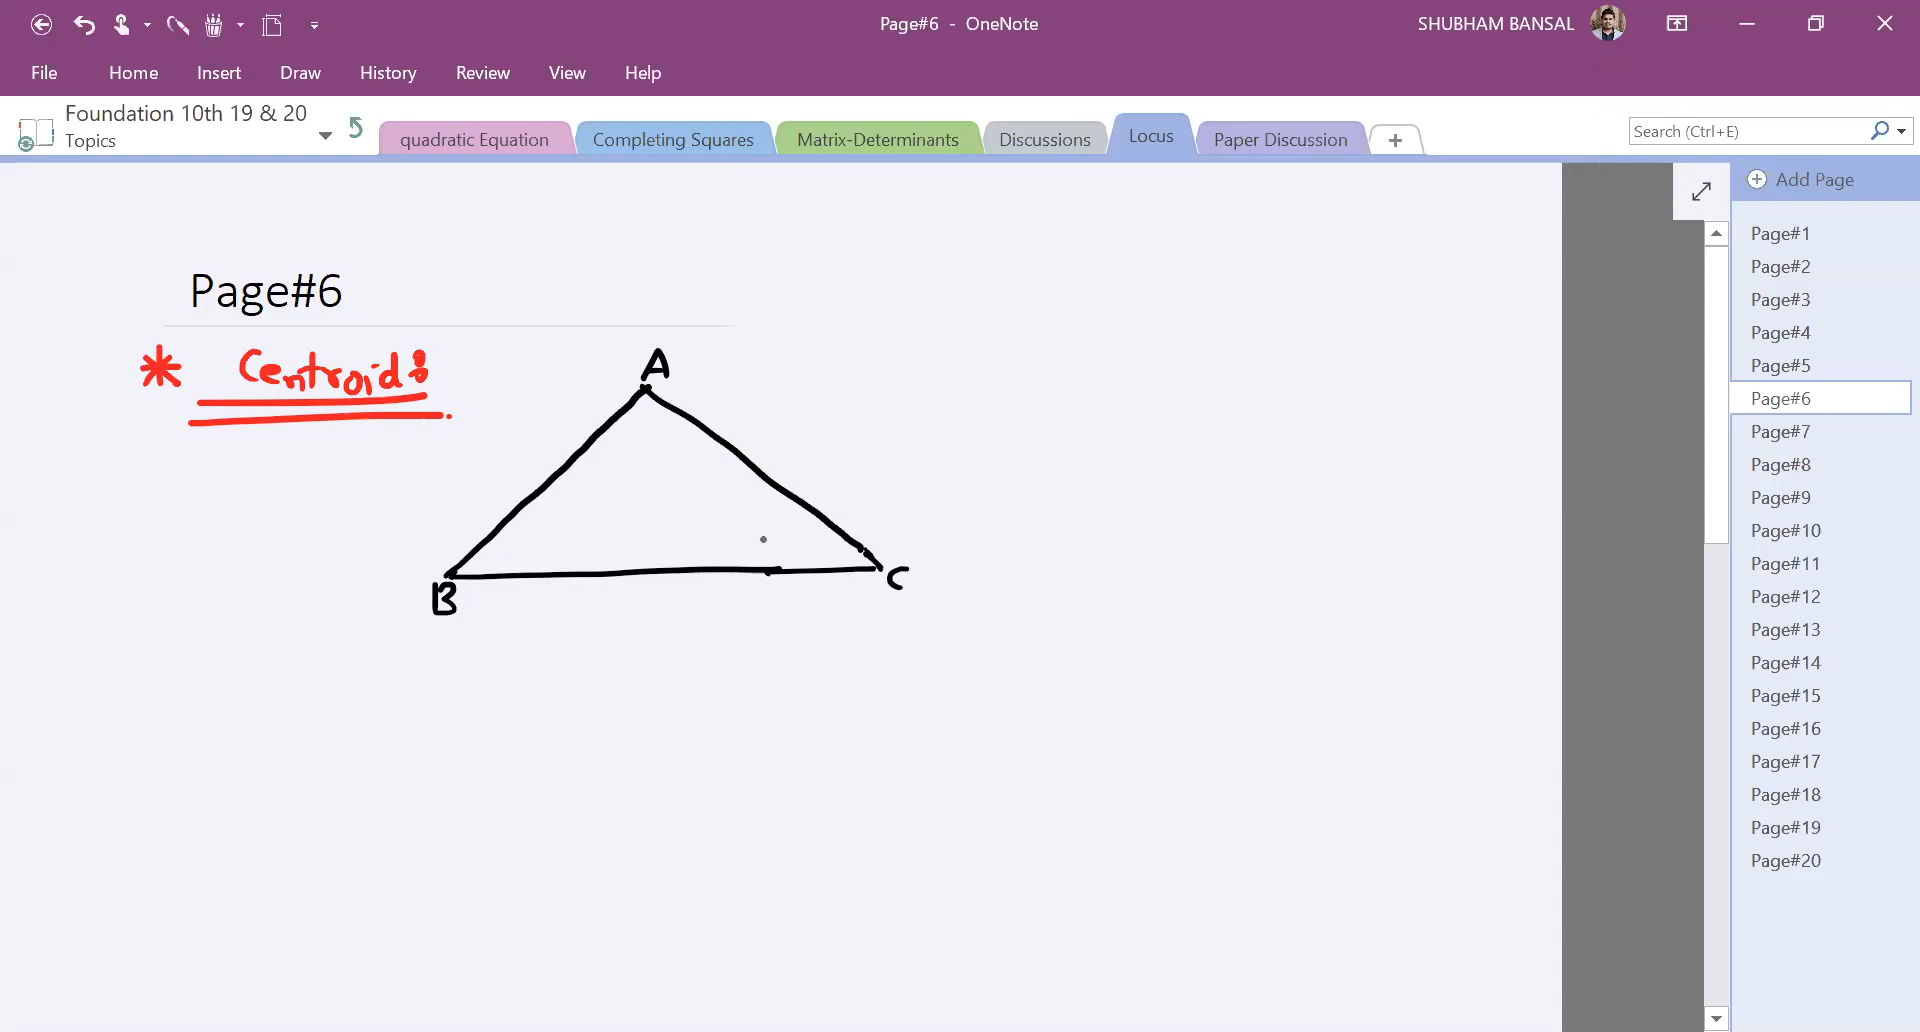 Page#6 - OneNote
SHUBHAM BANSAL
File Home Insert Draw History Review View Help
Foundation 10th 19 & 20
Topics
quadratic Equation
Completing Squares
Matrix-Determinants
Discussions
Locus
Paper Discussion
Search (Ctrl+E)
Add Page
Page#6
* Centroid:
A
B
C
Page#1
Page#2
Page#3
Page#4
Page#5
Page#6
Page#7
Page#8
Page#9
Page#10
Page#11
Page#12
Page#13
Page#14
Page#15
Page#16
Page#17
Page#18
Page#19
Page#20